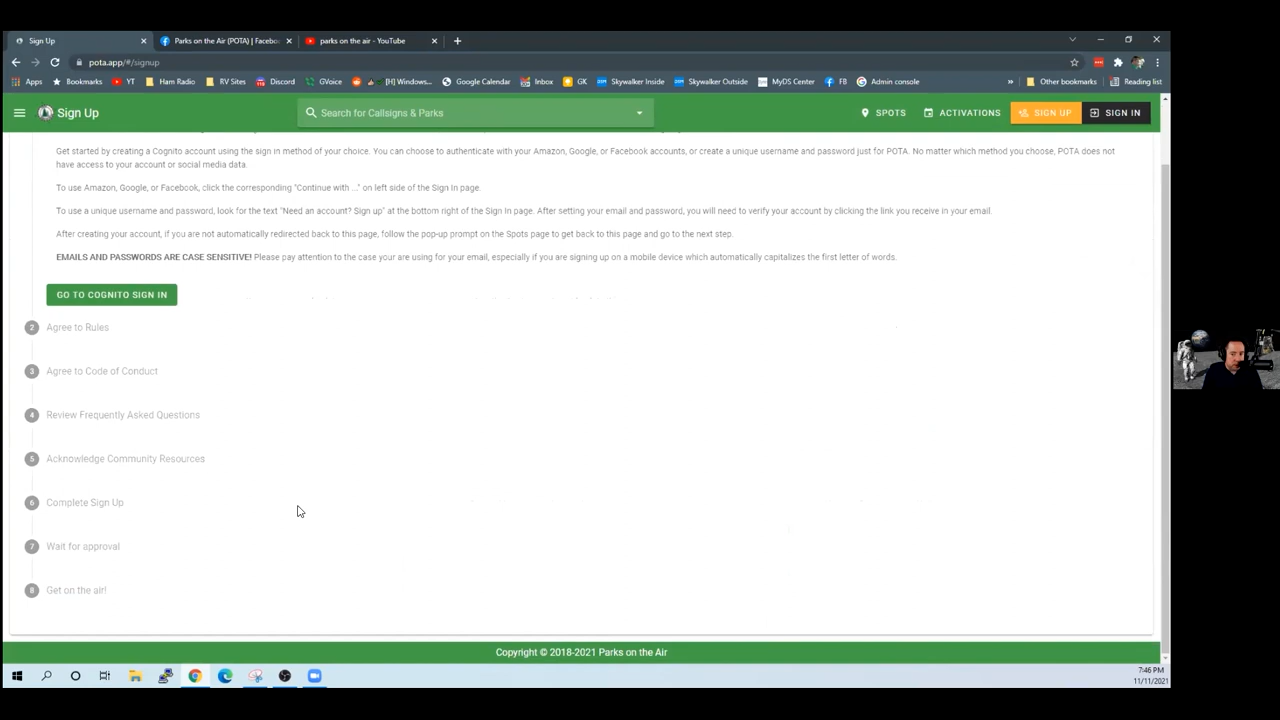 Sign Up
Parks on the Air (POTA) | Facebo
parks on the air - YouTube
pota.app/#/signup
Apps
Bookmarks
YT
Ham Radio
RV Sites
Discord
GVoice
[H] [Windows...
Skywalker Google Calendar
Inbox
GK
Skywalker Inside
Skywalker Outside
MyDS Center
FB
Admin console
»
Other bookmarks
Reading list
Sign Up
Search for Callsigns & Parks
SPOTS
ACTIVATIONS
SIGN UP
SIGN IN
Get started by creating a Cognito account using the sign in method of your choice. You can choose to authenticate with your Amazon, Google, or Facebook accounts, or create a unique username and password just for POTA. No matter which method you choose, POTA does not
have access to your account or social media data.
To use Amazon, Google, or Facebook, click the corresponding "Continue with ..." on left side of the Sign In page.
To use a unique username and password, look for the text "Need an account? Sign up" at the bottom right of the Sign In page. After setting your email and password, you will need to verify your account by clicking the link you receive in your email.
After creating your account, if you are not automatically redirected back to this page, follow the pop-up prompt on the Spots page to get back to this page and go to the next step.
EMAILS AND PASSWORDS ARE CASE SENSITIVE! Please pay attention to the case your are using for your email, especially if you are signing up on a mobile device which automatically capitalizes the first letter of words.
GO TO COGNITO SIGN IN
2 Agree to Rules
3 Agree to Code of Conduct
4 Review Frequently Asked Questions
5 Acknowledge Community Resources
6 Complete Sign Up
7 Wait for approval
8 Get on the air!
Copyright © 2018-2021 Parks on the Air
7:46 PM
11/11/2021